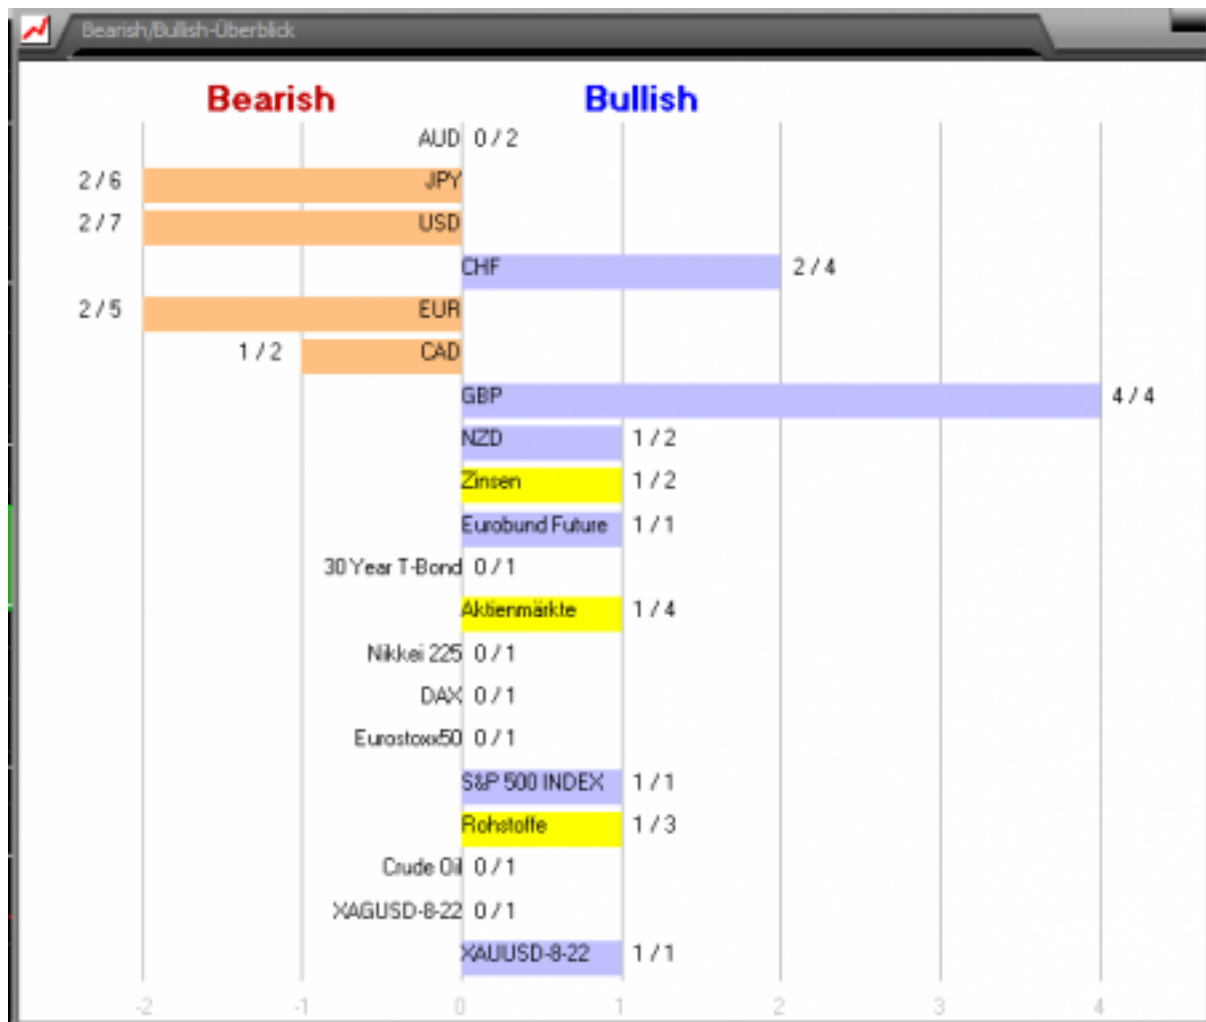 Bearish/Bullish-Überblick
Bearish Bullish
AUD 0 / 2
2 / 6 JPY
2 / 7 USD
CHF 2 / 4
2 / 5 EUR
1 / 2 CAD
GBP 4 / 4
NZD 1 / 2
Zinsen 1 / 2
Eurobund Future 1 / 1
30 Year T-Bond 0 / 1
Aktienmärkte 1 / 4
Nikkei 225 0 / 1
DAX 0 / 1
Eurostoxx50 0 / 1
S&P 500 INDEX 1 / 1
Rohstoffe 1 / 3
Crude Oil 0 / 1
XAGUSD-8-22 0 / 1
XAUUSD-8-22 1 / 1
-2 -1 0 1 2 3 4